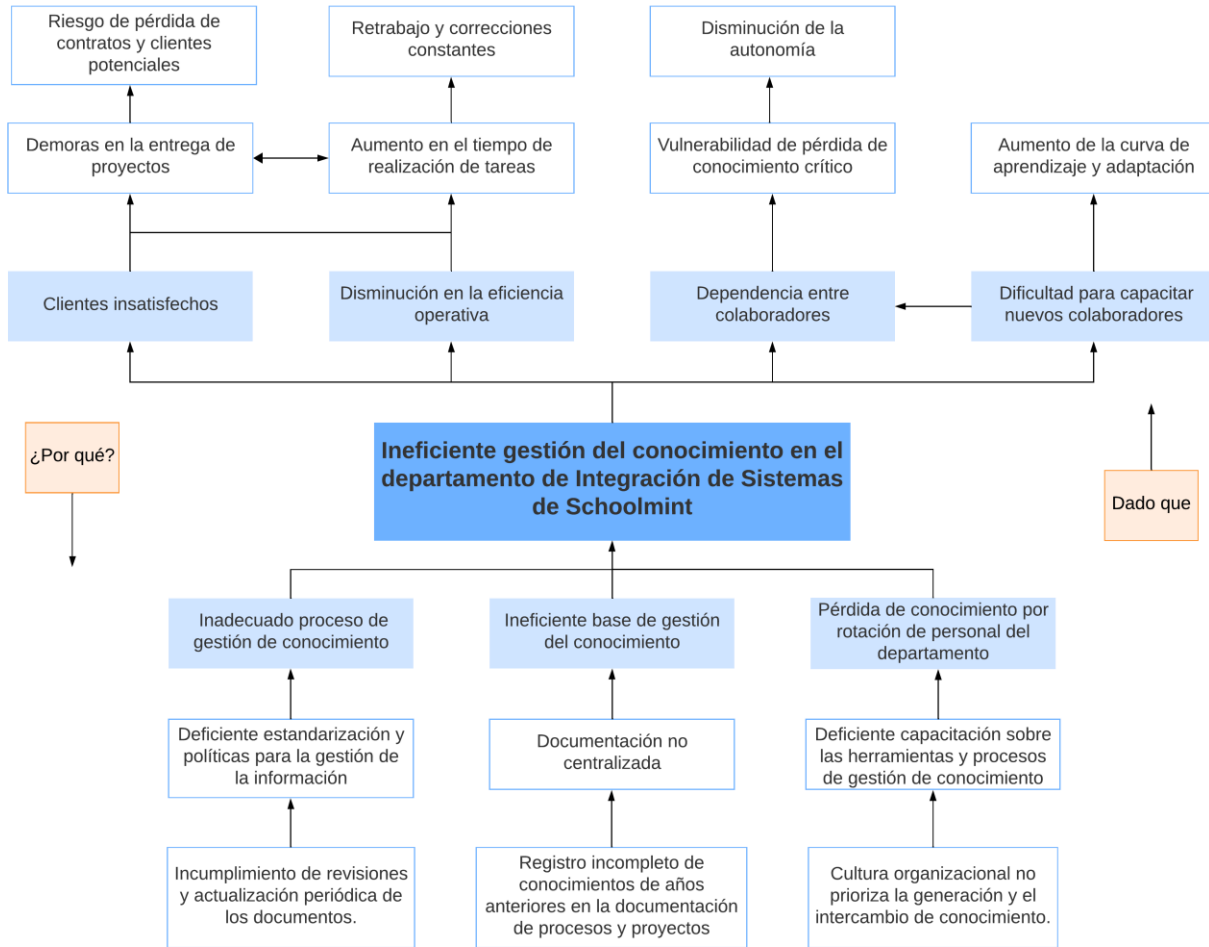 Riesgo de pérdida de
contratos y clientes
potenciales
Retrabajo y correcciones
constantes
Disminución de la
autonomía
Demoras en la entrega de
proyectos
Aumento en el tiempo de
realización de tareas
Vulnerabilidad de pérdida de
conocimiento crítico
Aumento de la curva de
aprendizaje y adaptación
Clientes insatisfechos
Disminución en la eficiencia
operativa
Dependencia entre
colaboradores
Dificultad para capacitar
nuevos colaboradores
¿Por qué?
Ineficiente gestión del conocimiento en el
departamento de Integración de Sistemas
de Schoolmint
Dado que
Inadecuado proceso de
gestión de conocimiento
Ineficiente base de gestión
del conocimiento
Pérdida de conocimiento por
rotación de personal del
departamento
Deficiente estandarización y
políticas para la gestión de
la información
Documentación no
centralizada
Deficiente capacitación sobre
las herramientas y procesos
de gestión de conocimiento
Incumplimiento de revisiones
y actualización periódica de
los documentos.
Registro incompleto de
conocimientos de años
anteriores en la documentación
de procesos y proyectos
Cultura organizacional no
prioriza la generación y el
intercambio de conocimiento.